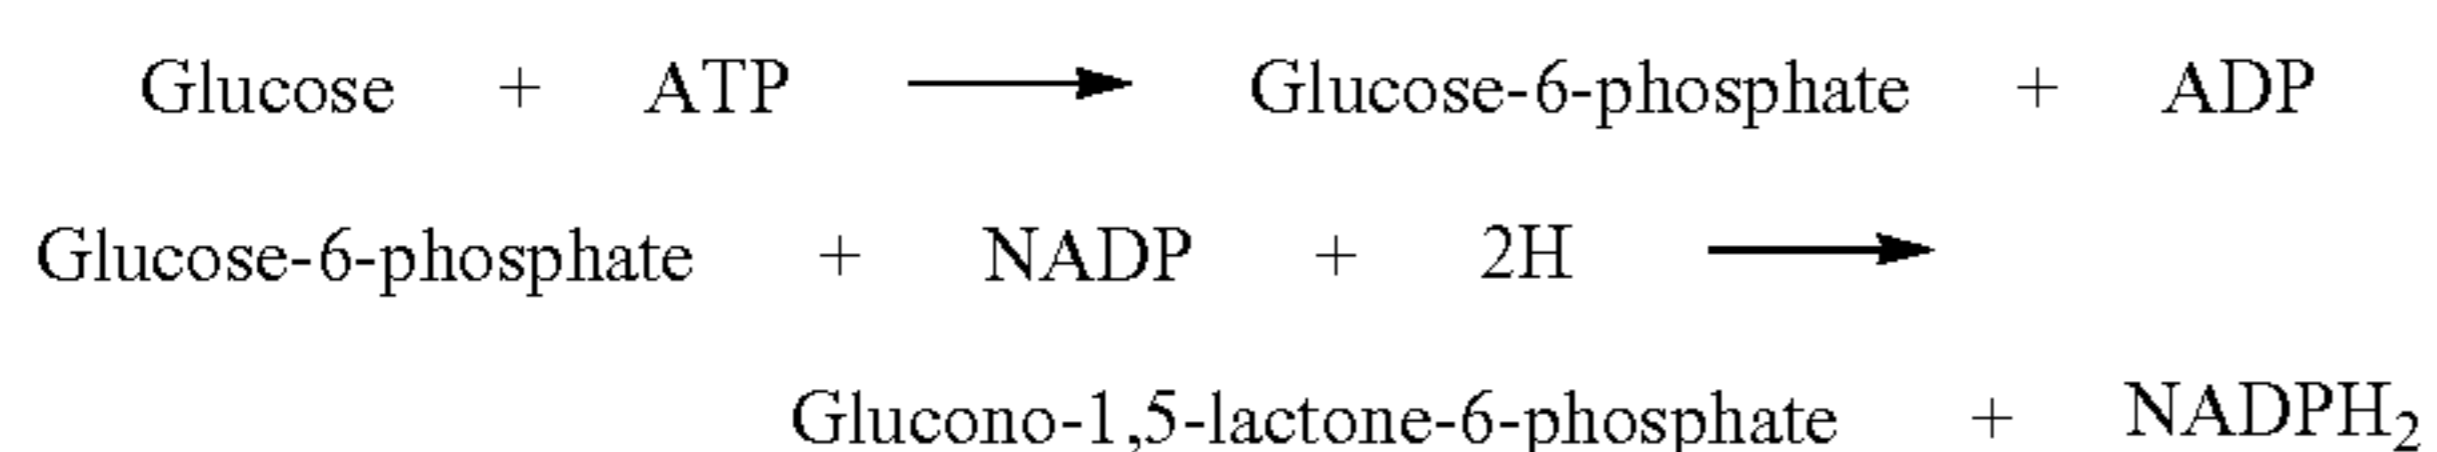 Glucose + ATP ⟶ Glucose-6-phosphate + ADP
Glucose-6-phosphate + NADP + 2H ⟶
Glucono-1,5-lactone-6-phosphate + NADPH₂